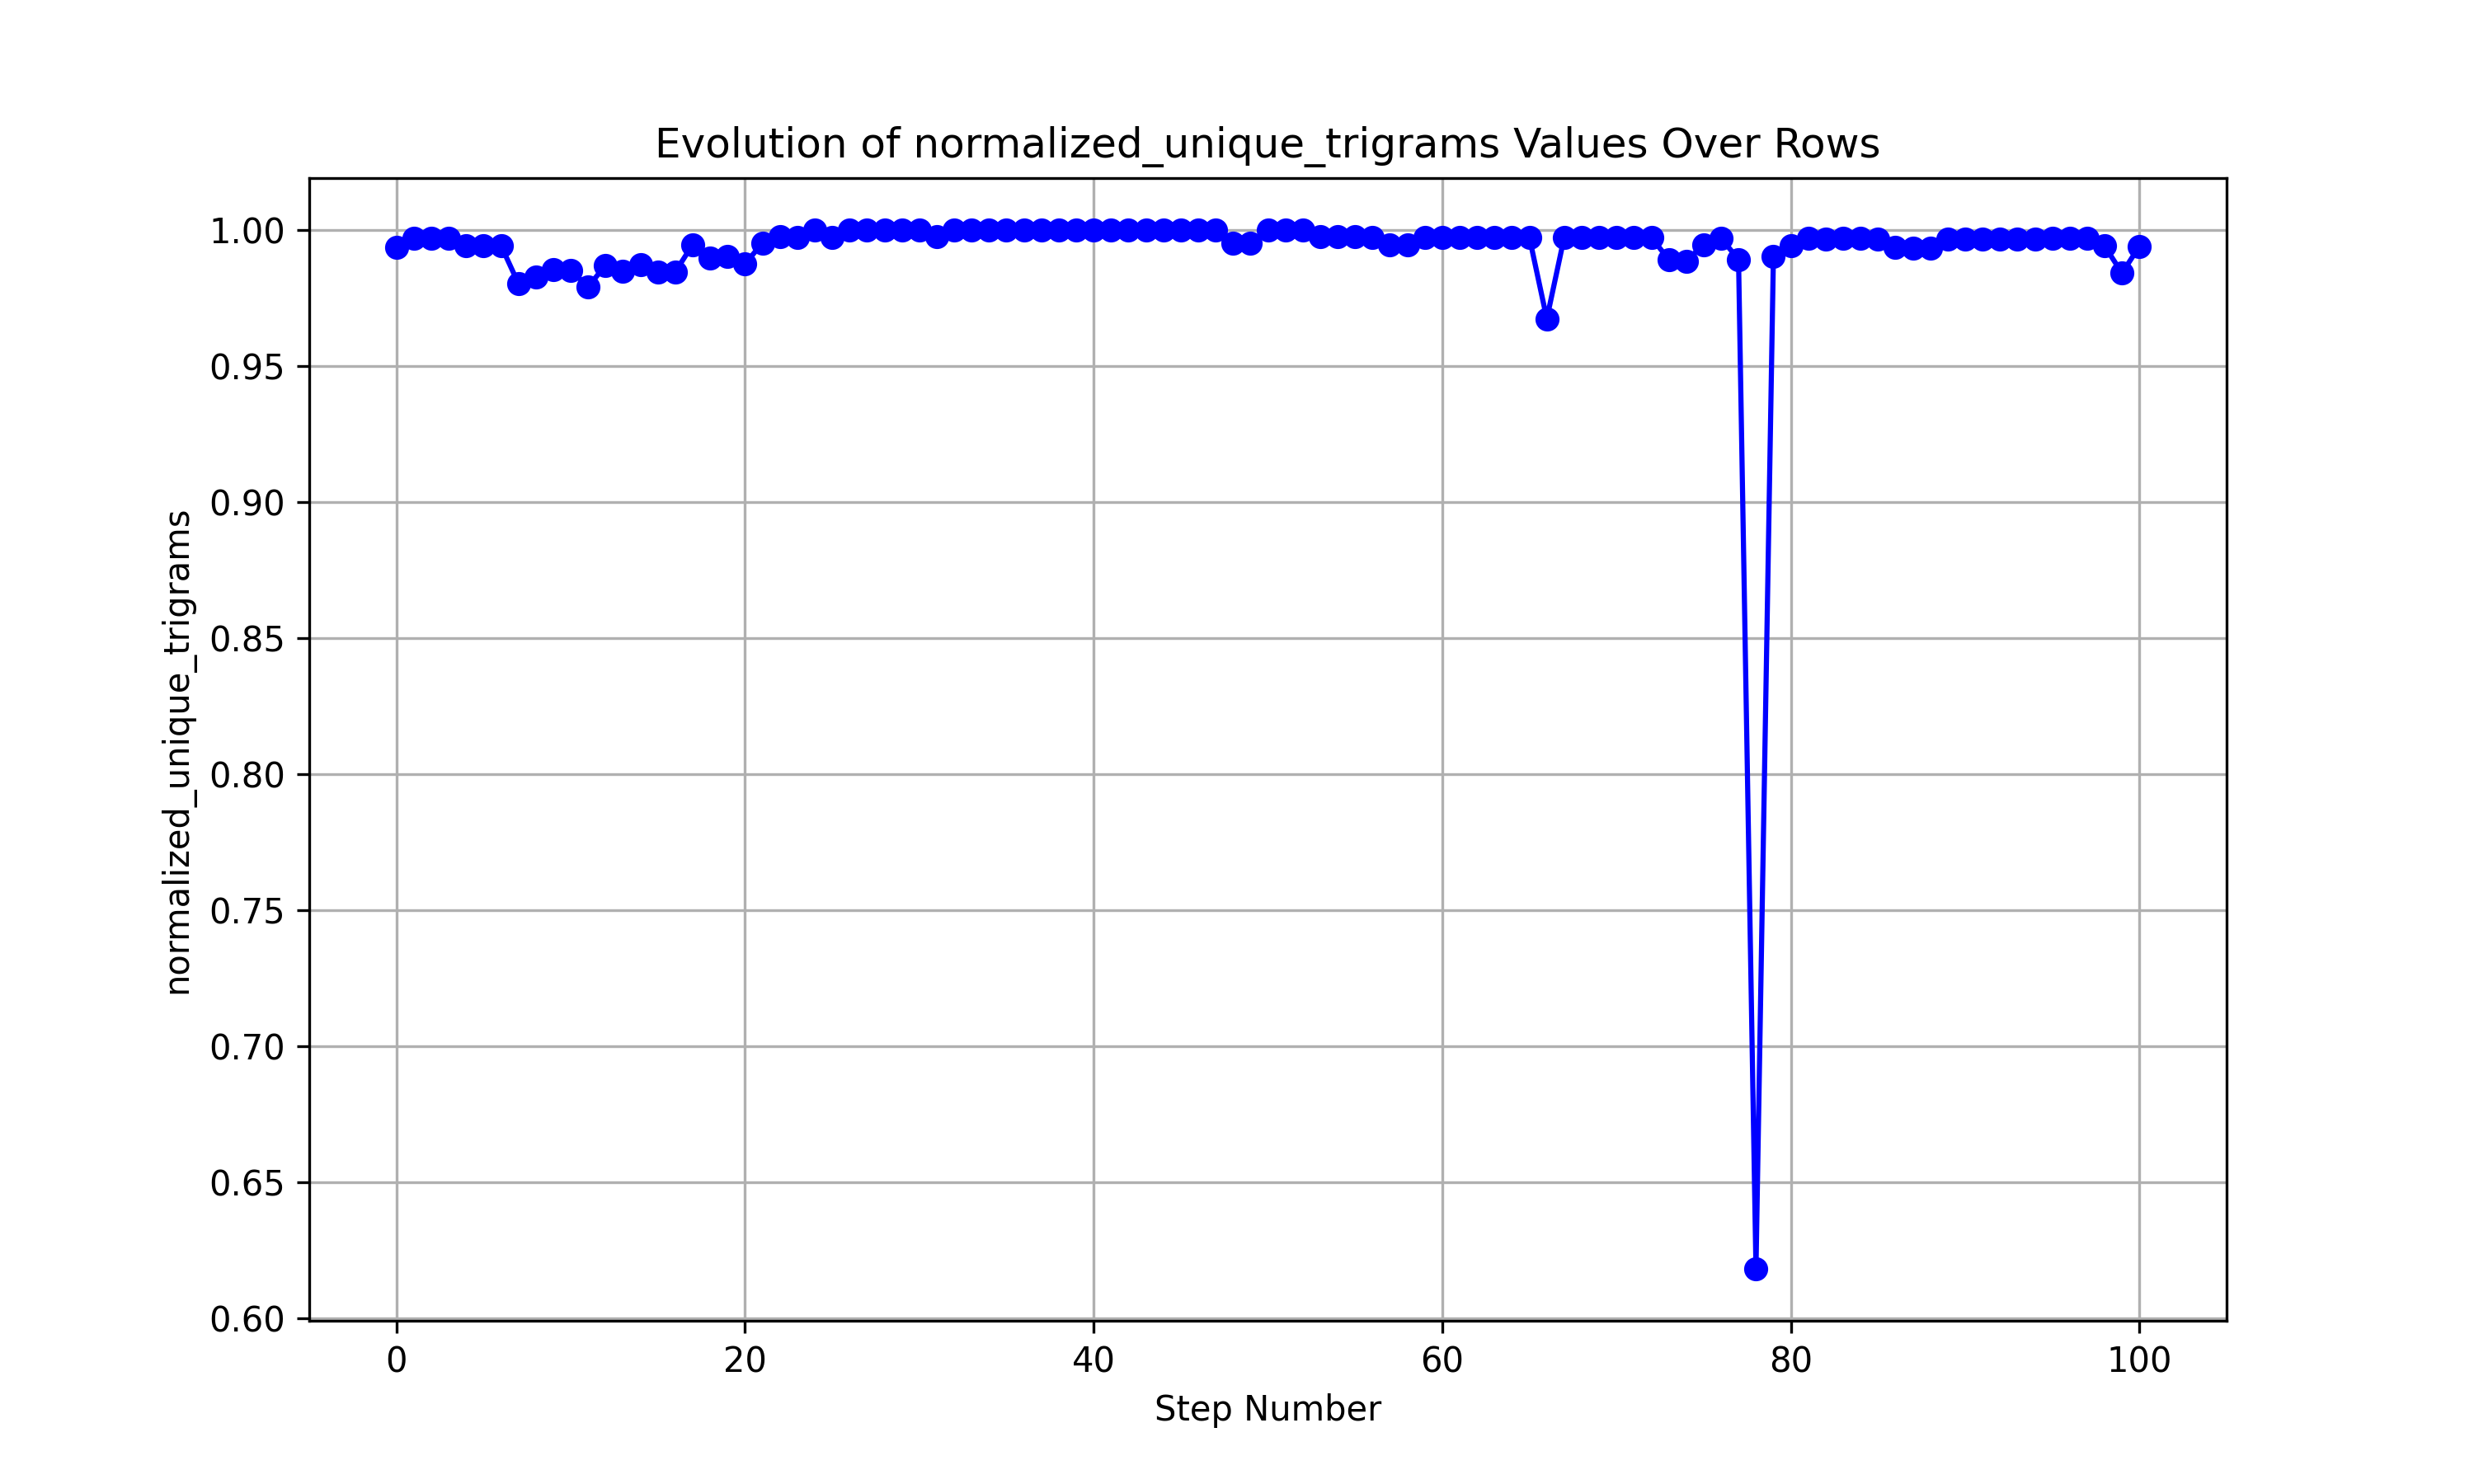 Evolution of normalized_unique_trigrams Values Over Rows
normalized_unique_trigrams
1.00
0.95
0.90
0.85
0.80
0.75
0.70
0.65
0.60
0 20 40 60 80 100
Step Number